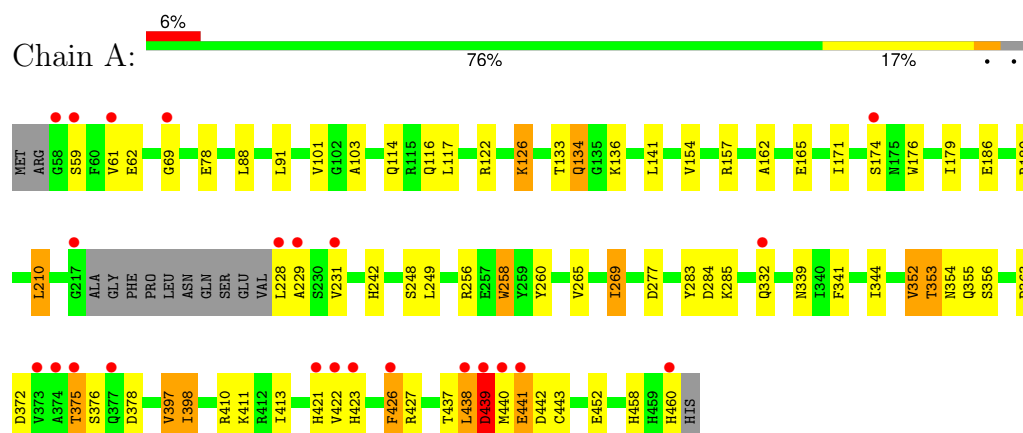 6%
Chain A:
76% 17% • •
MET ARG G58 S59 F60 V61 E62 G69 E78 L88 L91 V101 G102 A103 Q114 R115 Q116 L117 R122 K126 T133 Q134 G135 K136 L141 V154 R157 A162 E165 I171 S174 N175 W176 I179 E186
L210 G217 ALA GLY PHE PRO LEU ASN GLN SER GLU VAL L228 A229 S230 V231 H242 S248 L249 R256 E257 W258 Y259 Y260 V265 I269 D277 Y283 D284 K285 Q332 N339 I340 F341 I344 V352 T353 N354 Q355 S356
D372 V373 A374 T375 S376 Q377 D378 V397 I398 R410 K411 R412 I413 H421 V422 H423 F426 R427 T437 L438 D439 M440 E441 D442 C443 E452 H458 H459 H460 HIS